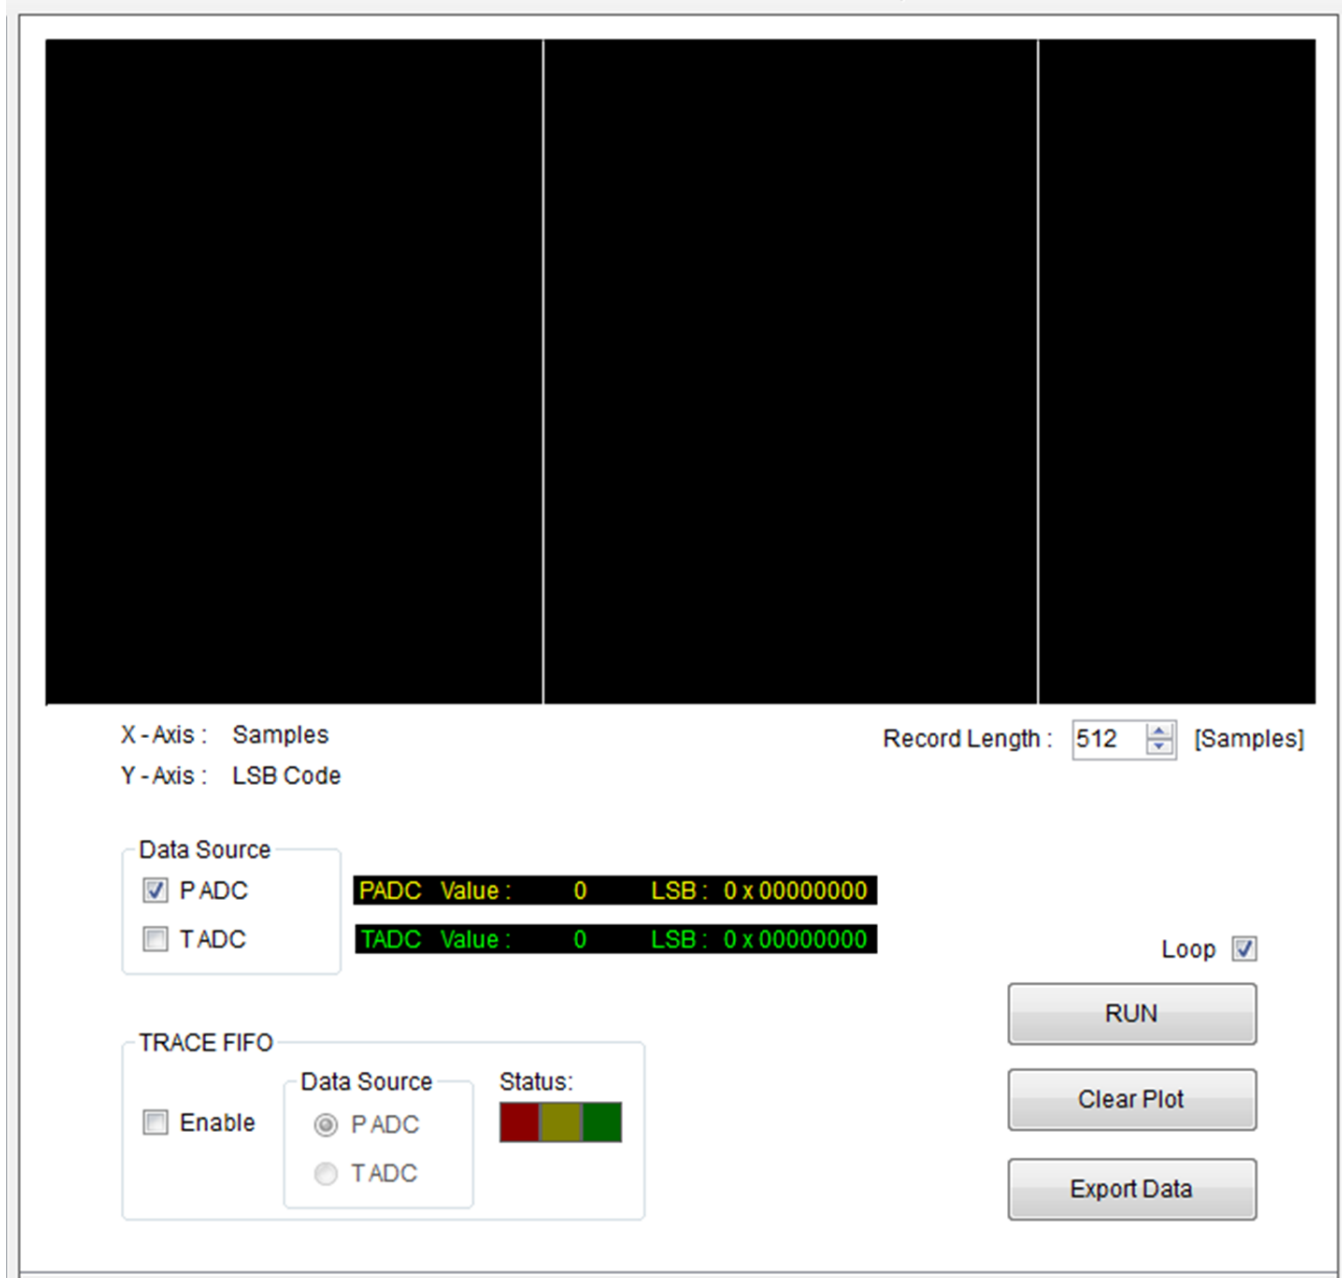 X - Axis : Samples
Record Length : 512 [Samples]
Y - Axis : LSB Code
Data Source
P ADC
PADC Value : 0 LSB : 0 x 00000000
T ADC
TADC Value : 0 LSB : 0 x 00000000
Loop
RUN
TRACE FIFO
Data Source
Status:
Enable
P ADC
T ADC
Clear Plot
Export Data